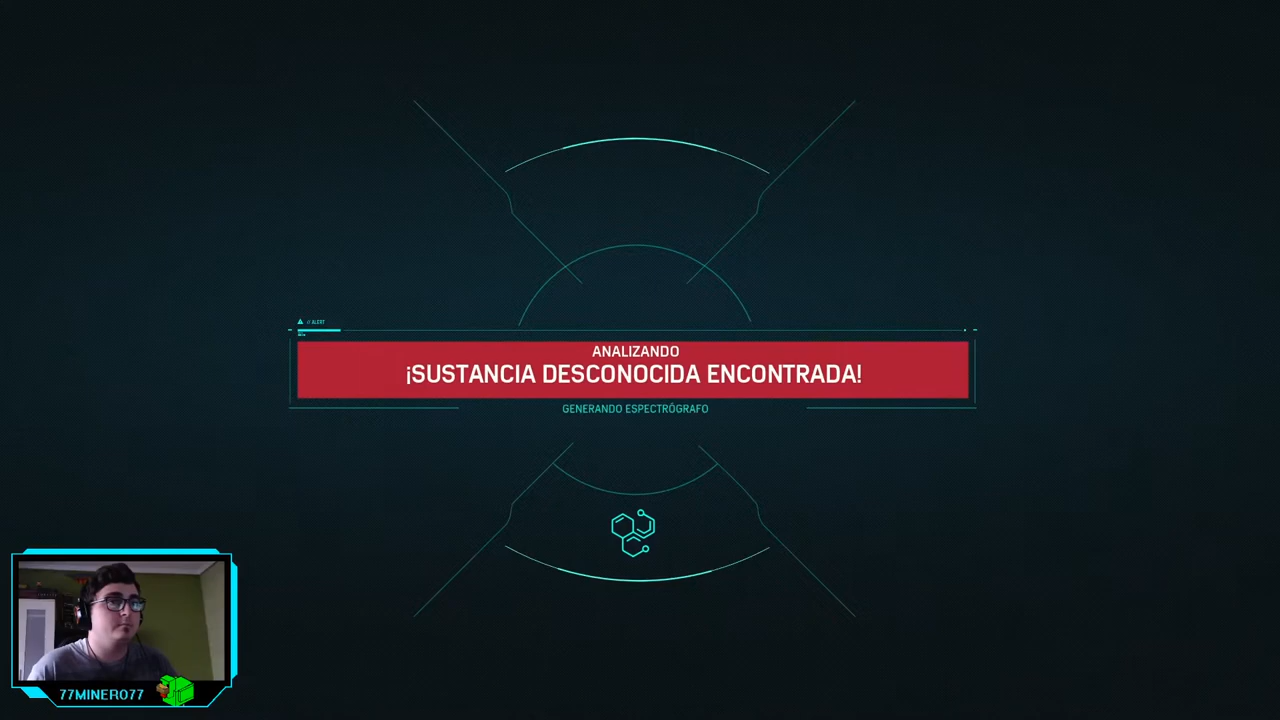 // ALERT
ANALIZANDO
¡SUSTANCIA DESCONOCIDA ENCONTRADA!
GENERANDO ESPECTRÓGRAFO
77MINERO77